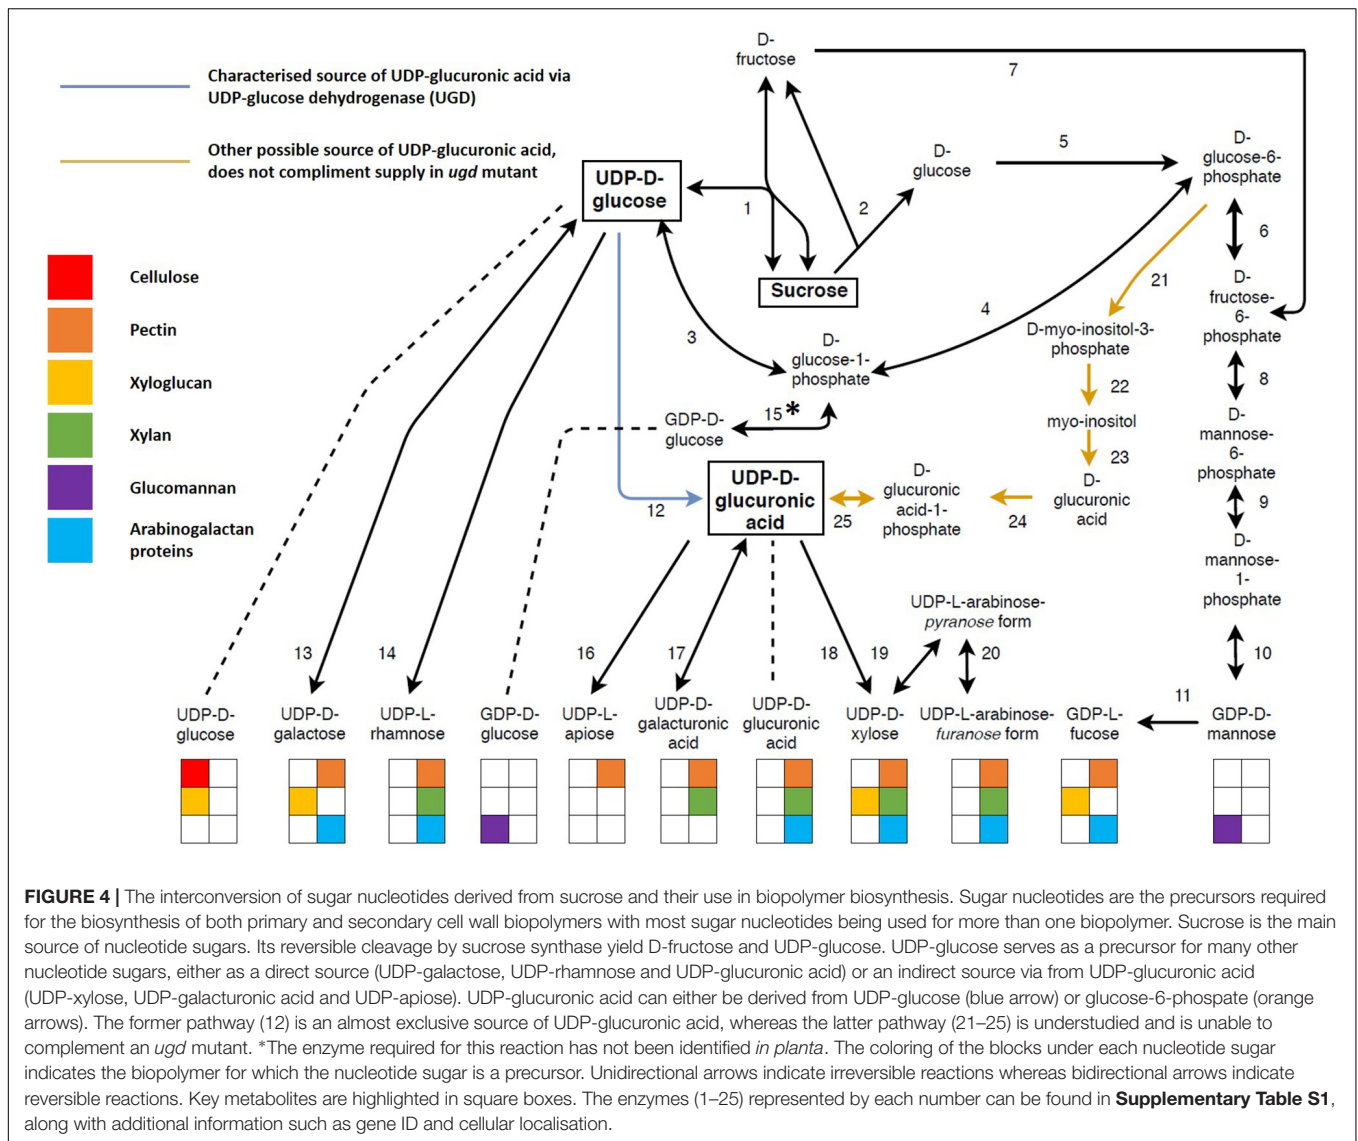 Characterised source of UDP-glucuronic acid via
UDP-glucose dehydrogenase (UGD)
Other possible source of UDP-glucuronic acid,
does not compliment supply in ugd mutant
Cellulose
Pectin
Xyloglucan
Xylan
Glucomannan
Arabinogalactan
proteins
D-
fructose
7
UDP-D-
glucose
1
2
D-
glucose
5
D-
glucose-6-
phosphate
6
Sucrose
21
D-
fructose-
6-
phosphate
3
4
D-
glucose-1-
phosphate
D-myo-inositol-3-
phosphate
22
8
15*
GDP-D-
glucose
myo-inositol
23
D-
mannose-
6-
phosphate
UDP-D-
glucuronic
acid
12
25
D-
glucuronic
acid-1-
phosphate
24
D-
glucuronic
acid
9
D-
mannose-
1-
phosphate
UDP-L-arabinose-
pyranose form
13
14
16
17
18
19
20
10
11
UDP-D-
glucose
UDP-D-
galactose
UDP-L-
rhamnose
GDP-D-
glucose
UDP-L-
apiose
UDP-D-
galacturonic
acid
UDP-D-
glucuronic
acid
UDP-D-
xylose
UDP-L-arabinose-
furanose form
GDP-L-
fucose
GDP-D-
mannose
FIGURE 4 | The interconversion of sugar nucleotides derived from sucrose and their use in biopolymer biosynthesis. Sugar nucleotides are the precursors required
for the biosynthesis of both primary and secondary cell wall biopolymers with most sugar nucleotides being used for more than one biopolymer. Sucrose is the main
source of nucleotide sugars. Its reversible cleavage by sucrose synthase yield D-fructose and UDP-glucose. UDP-glucose serves as a precursor for many other
nucleotide sugars, either as a direct source (UDP-galactose, UDP-rhamnose and UDP-glucuronic acid) or an indirect source via from UDP-glucuronic acid
(UDP-xylose, UDP-galacturonic acid and UDP-apiose). UDP-glucuronic acid can either be derived from UDP-glucose (blue arrow) or glucose-6-phospate (orange
arrows). The former pathway (12) is an almost exclusive source of UDP-glucuronic acid, whereas the latter pathway (21–25) is understudied and is unable to
complement an ugd mutant. *The enzyme required for this reaction has not been identified in planta. The coloring of the blocks under each nucleotide sugar
indicates the biopolymer for which the nucleotide sugar is a precursor. Unidirectional arrows indicate irreversible reactions whereas bidirectional arrows indicate
reversible reactions. Key metabolites are highlighted in square boxes. The enzymes (1–25) represented by each number can be found in Supplementary Table S1,
along with additional information such as gene ID and cellular localisation.